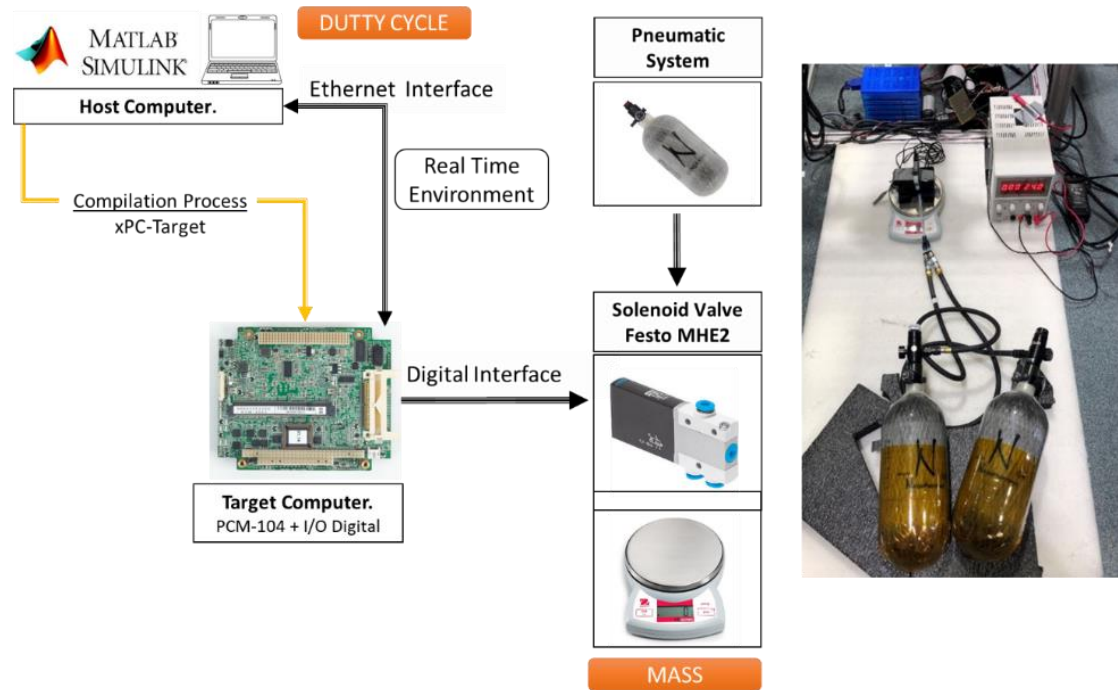 DUTTY CYCLE
MATLAB
SIMULINK
Host Computer.
Ethernet Interface
Real Time
Environment
Compilation Process
xPC-Target
Digital Interface
Target Computer.
PCM-104 + I/O Digital
Pneumatic
System
N
Solenoid Valve
Festo MHE2
MASS
N
N